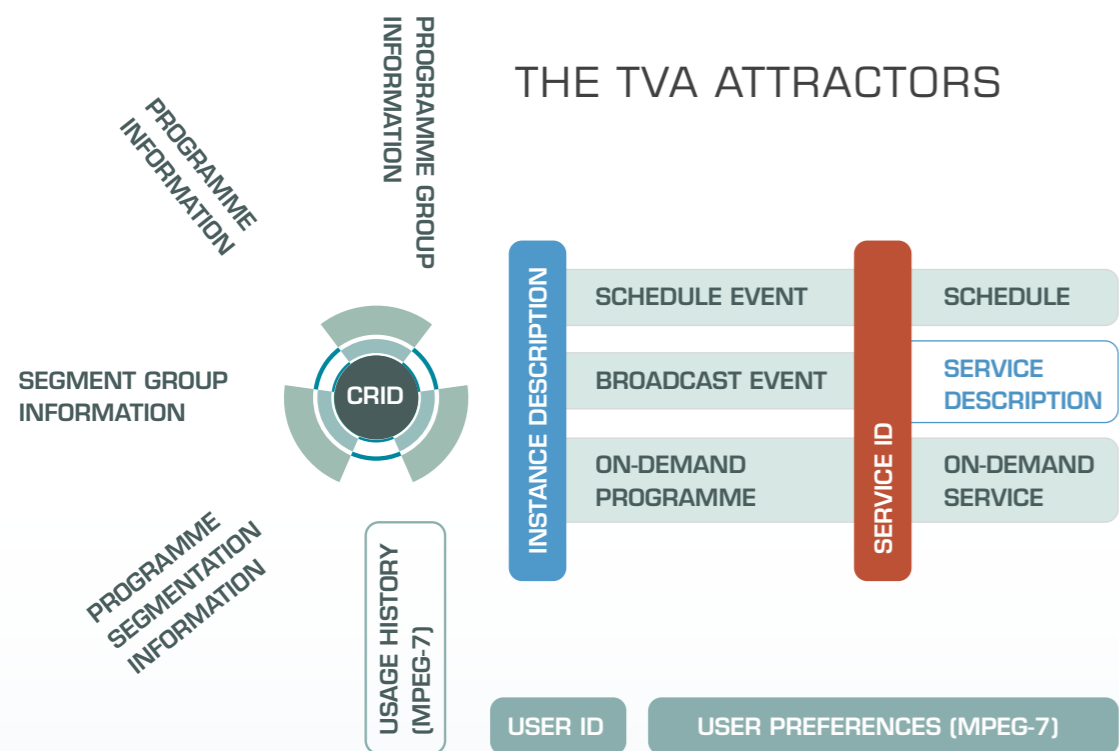 THE TVA ATTRACTORS
PROGRAMME GROUP
INFORMATION
PROGRAMME
INFORMATION
SEGMENT GROUP
INFORMATION
PROGRAMME
SEGMENTATION
INFORMATION
CRID
USAGE HISTORY
(MPEG-7)
INSTANCE DESCRIPTION
SCHEDULE EVENT
BROADCAST EVENT
ON-DEMAND
PROGRAMME
SERVICE ID
SCHEDULE
SERVICE
DESCRIPTION
ON-DEMAND
SERVICE
USER ID
USER PREFERENCES (MPEG-7)